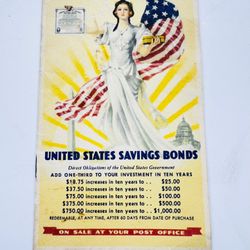 UNITED STATES SAVINGS BONDS
Direct Obligations of the United States Government
ADD ONE-THIRD TO YOUR INVESTMENT IN TEN YEARS
$18.75 increases in ten years to . . $25.00
$37.50 increases in ten years to . . $50.00
$75.00 increases in ten years to . . $100.00
$375.00 increases in ten years to . . $500.00
$750.00 increases in ten years to . . $1,000.00
REDEEMABLE, AT ANY TIME, AFTER 60 DAYS FROM DATE OF PURCHASE
ON SALE AT YOUR POST OFFICE